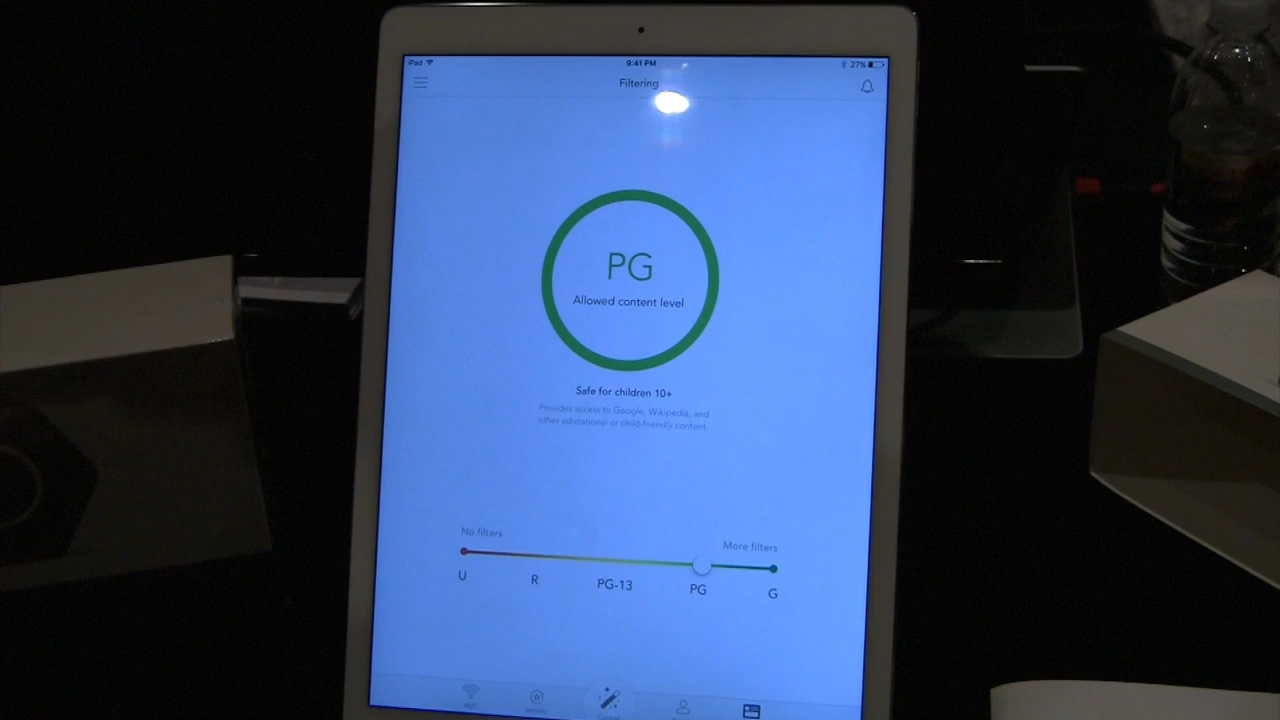 iPad
9:41 PM
27%
Filtering
PG
Allowed content level
Safe for children 10+
Provides access to Google, Wikipedia, and
other educational or child-friendly content.
No filters
More filters
U
R
PG-13
PG
G